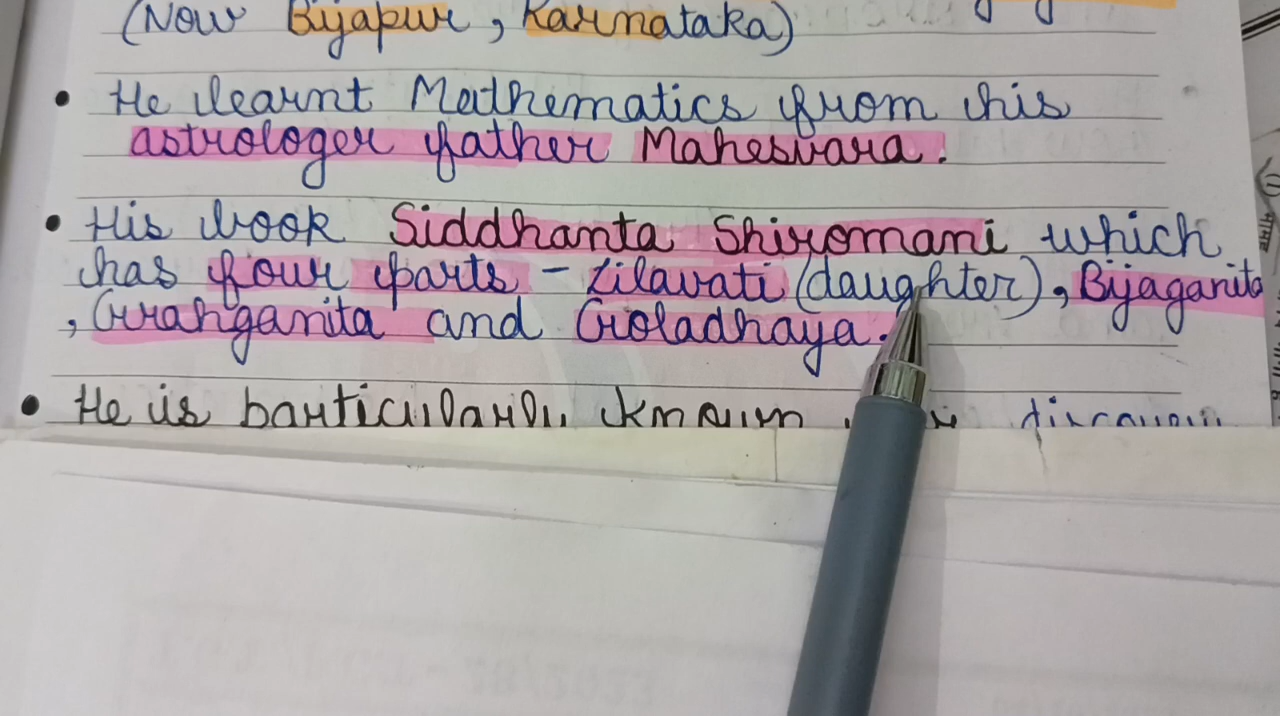 (Now Bijapur, Karnataka)
• He learnt Mathematics from his
astrologer father Mahesvara.
• His book Siddhanta Shiromani which
has four parts - Lilavati (daughter), Bijaganita
, Grahganita and Goladhaya.
• He is particularly known